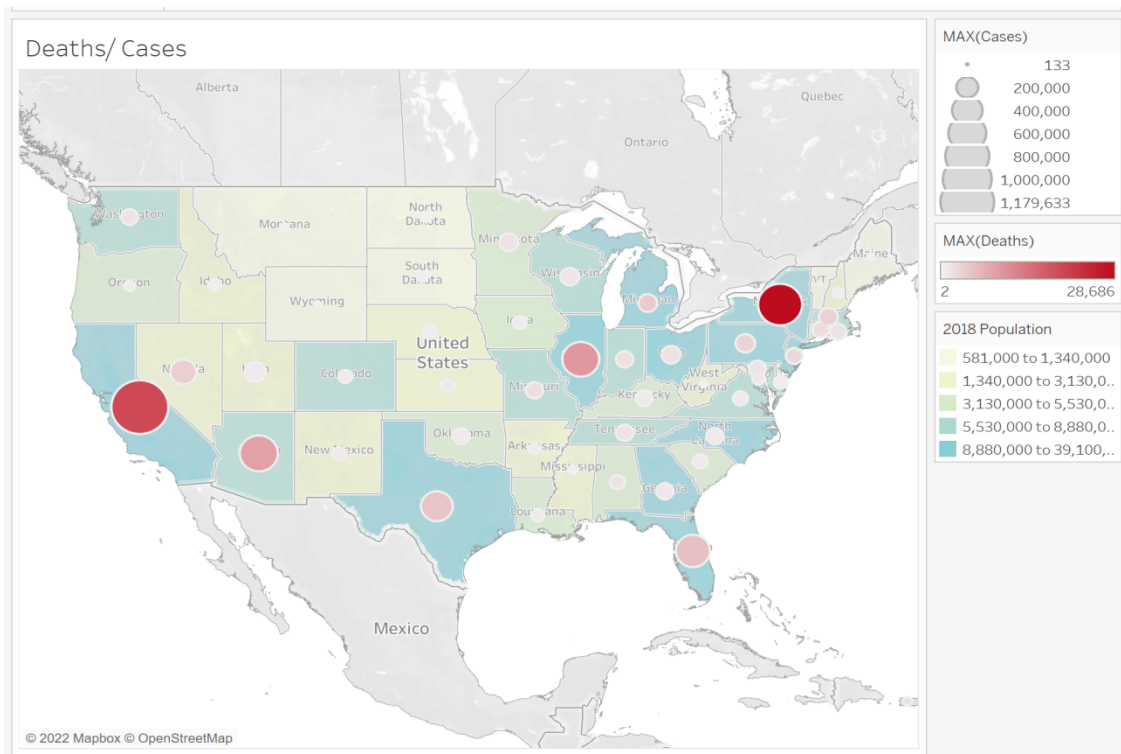 Deaths/ Cases
Alberta
Quebec
Ontario
Washington
Montana
North
Dakota
Minnesota
Maine
VT
Oregon
Idaho
South
Dakota
Wisconsin
Michigan
Wyoming
Iowa
United
States
Colorado
Missouri
West
Virginia
Kentucky
Tennessee
North
Carolina
Oklahoma
Arkansas
New Mexico
Mississippi
Georgia
Louisiana
Mexico
© 2022 Mapbox © OpenStreetMap
MAX(Cases)
133
200,000
400,000
600,000
800,000
1,000,000
1,179,633
MAX(Deaths)
2 28,686
2018 Population
581,000 to 1,340,000
1,340,000 to 3,130,0..
3,130,000 to 5,530,0..
5,530,000 to 8,880,0..
8,880,000 to 39,100,..